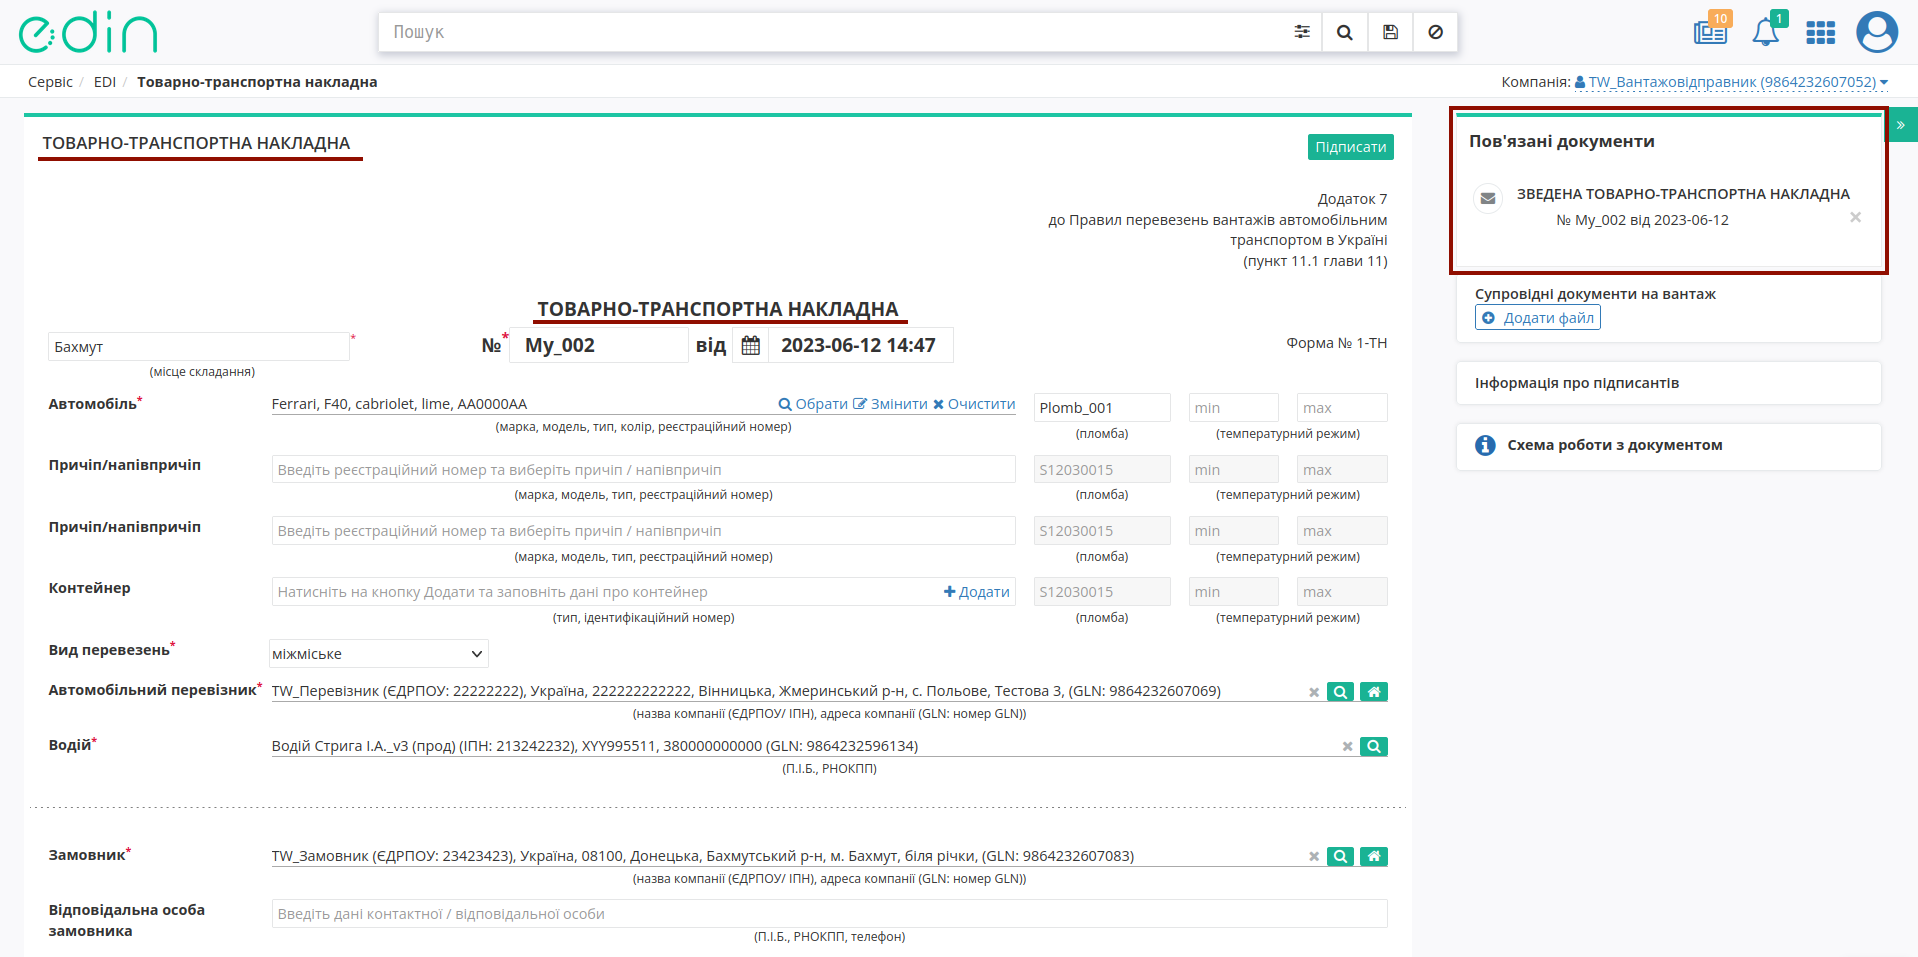 edin
Пошук
10
1
Сервіс / EDI / Товарно-транспортна накладна
Компанія: TW_Вантажовідправник (9864232607052)
ТОВАРНО-ТРАНСПОРТНА НАКЛАДНА
Підписати
Додаток 7
до Правил перевезень вантажів автомобільним
транспортом в Україні
(пункт 11.1 глави 11)
ТОВАРНО-ТРАНСПОРТНА НАКЛАДНА
Бахмут *
(місце складання)
№* My_002 від 2023-06-12 14:47
Форма № 1-ТН
Автомобіль* Ferrari, F40, cabriolet, lime, AA0000AA Обрати Змінити Очистити Plomb_001 min max
(марка, модель, тип, колір, реєстраційний номер) (пломба) (температурний режим)
Причіп/напівпричіп Введіть реєстраційний номер та виберіть причіп / напівпричіп S12030015 min max
(марка, модель, тип, реєстраційний номер) (пломба) (температурний режим)
Причіп/напівпричіп Введіть реєстраційний номер та виберіть причіп / напівпричіп S12030015 min max
(марка, модель, тип, реєстраційний номер) (пломба) (температурний режим)
Контейнер Натисніть на кнопку Додати та заповніть дані про контейнер Додати S12030015 min max
(тип, ідентифікаційний номер) (пломба) (температурний режим)
Вид перевезень* міжміське
Автомобільний перевізник* TW_Перевізник (ЄДРПОУ: 22222222), Україна, 222222222222, Вінницька, Жмеринський р-н, с. Польове, Тестова 3, (GLN: 9864232607069)
(назва компанії (ЄДРПОУ/ ІПН), адреса компанії (GLN: номер GLN))
Водій* Водій Стрига І.А._v3 (прод) (ІПН: 213242232), XYY995511, 380000000000 (GLN: 9864232596134)
(П.І.Б., РНОКПП)
Замовник* TW_Замовник (ЄДРПОУ: 23423423), Україна, 08100, Донецька, Бахмутський р-н, м. Бахмут, біля річки, (GLN: 9864232607083)
(назва компанії (ЄДРПОУ/ ІПН), адреса компанії (GLN: номер GLN))
Відповідальна особа
замовника
Введіть дані контактної / відповідальної особи
(П.І.Б., РНОКПП, телефон)
»
Пов'язані документи
ЗВЕДЕНА ТОВАРНО-ТРАНСПОРТНА НАКЛАДНА
№ My_002 від 2023-06-12
Супровідні документи на вантаж
Додати файл
Інформація про підписантів
Схема роботи з документом